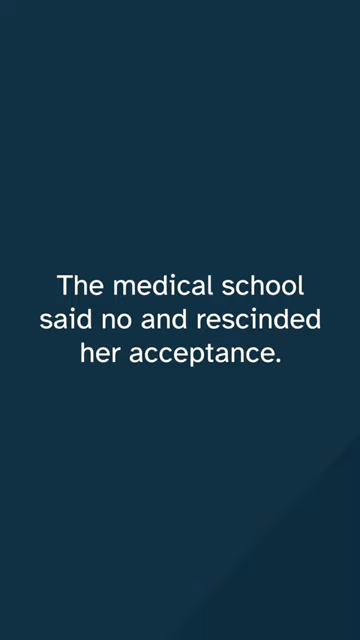 The medical school
said no and rescinded
her acceptance.